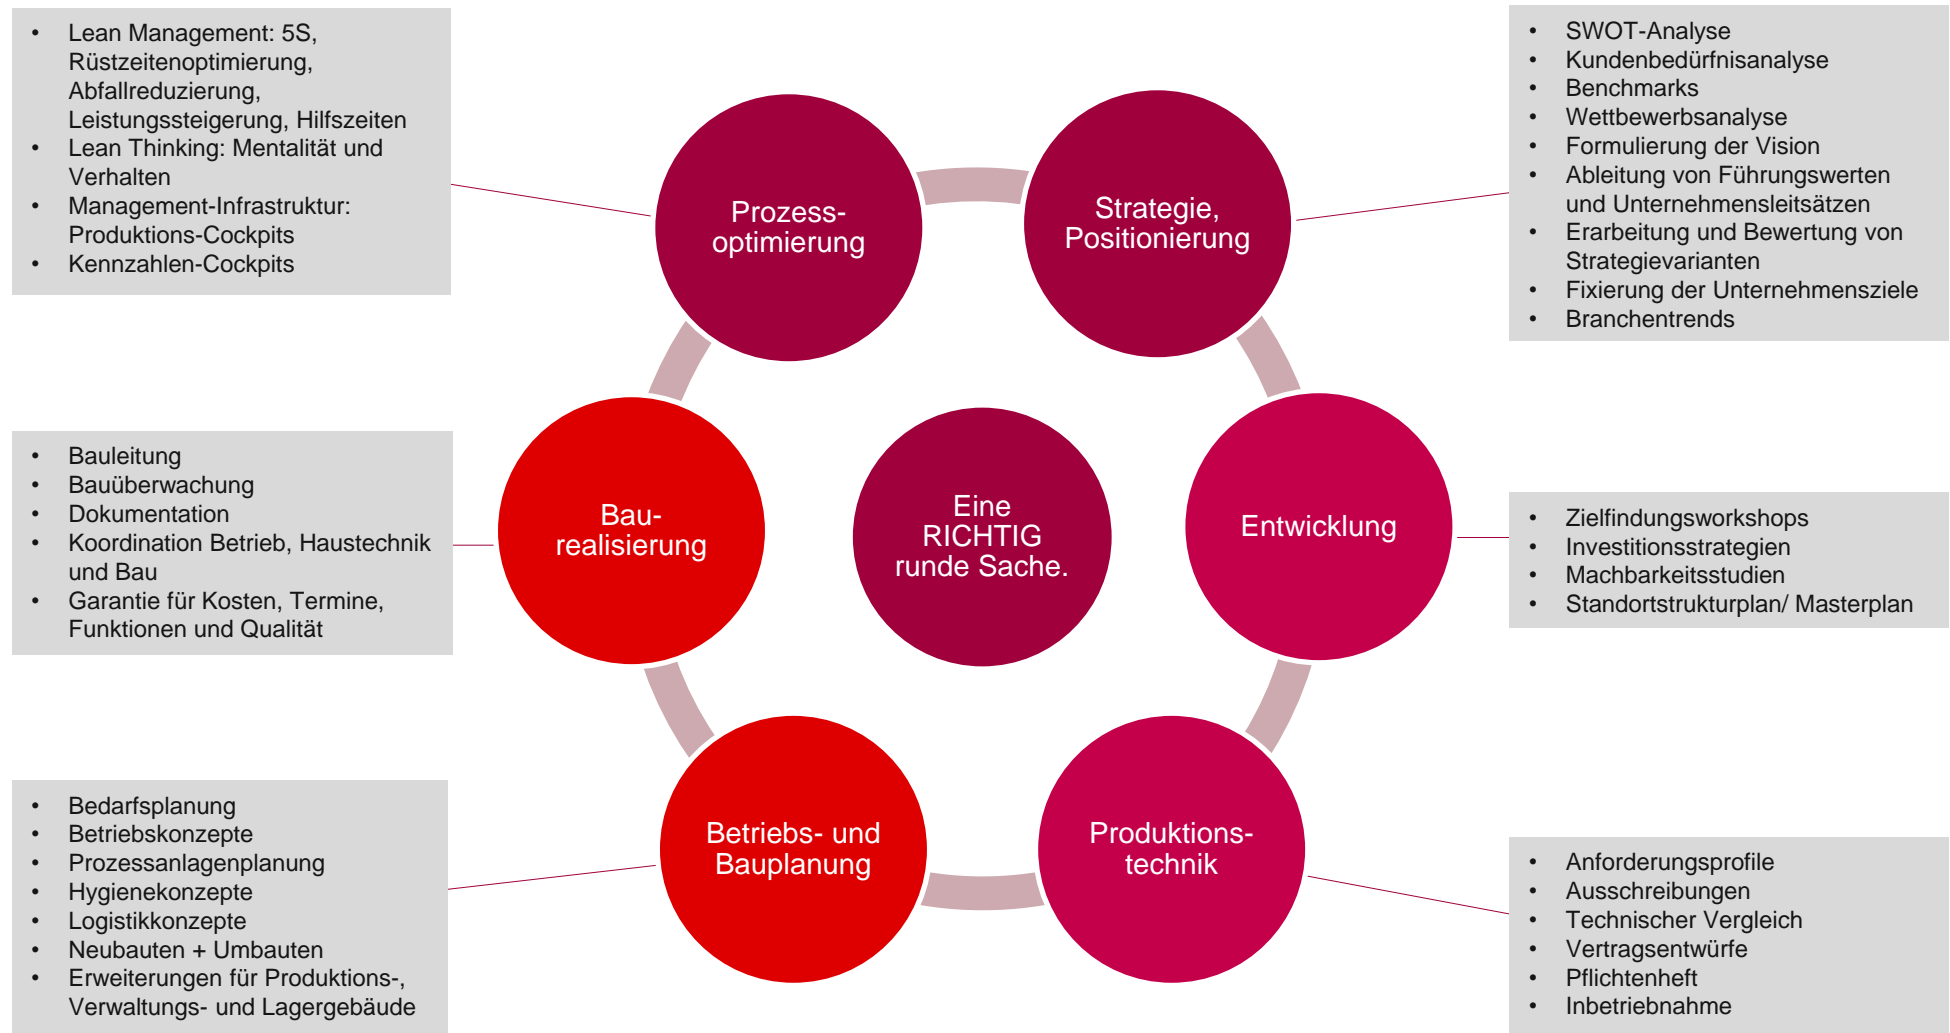 • Lean Management: 5S,
Rüstzeitenoptimierung,
Abfallreduzierung,
Leistungssteigerung, Hilfszeiten
• Lean Thinking: Mentalität und
Verhalten
• Management-Infrastruktur:
Produktions-Cockpits
• Kennzahlen-Cockpits
Prozess-
optimierung
Strategie,
Positionierung
• SWOT-Analyse
• Kundenbedürfnisanalyse
• Benchmarks
• Wettbewerbsanalyse
• Formulierung der Vision
• Ableitung von Führungswerten
und Unternehmensleitsätzen
• Erarbeitung und Bewertung von
Strategievarianten
• Fixierung der Unternehmensziele
• Branchentrends
• Bauleitung
• Bauüberwachung
• Dokumentation
• Koordination Betrieb, Haustechnik
und Bau
• Garantie für Kosten, Termine,
Funktionen und Qualität
Bau-
realisierung
Eine
RICHTIG
runde Sache.
Entwicklung
• Zielfindungsworkshops
• Investitionsstrategien
• Machbarkeitsstudien
• Standortstrukturplan/ Masterplan
• Bedarfsplanung
• Betriebskonzepte
• Prozessanlagenplanung
• Hygienekonzepte
• Logistikkonzepte
• Neubauten + Umbauten
• Erweiterungen für Produktions-,
Verwaltungs- und Lagergebäude
Betriebs- und
Bauplanung
Produktions-
technik
• Anforderungsprofile
• Ausschreibungen
• Technischer Vergleich
• Vertragsentwürfe
• Pflichtenheft
• Inbetriebnahme